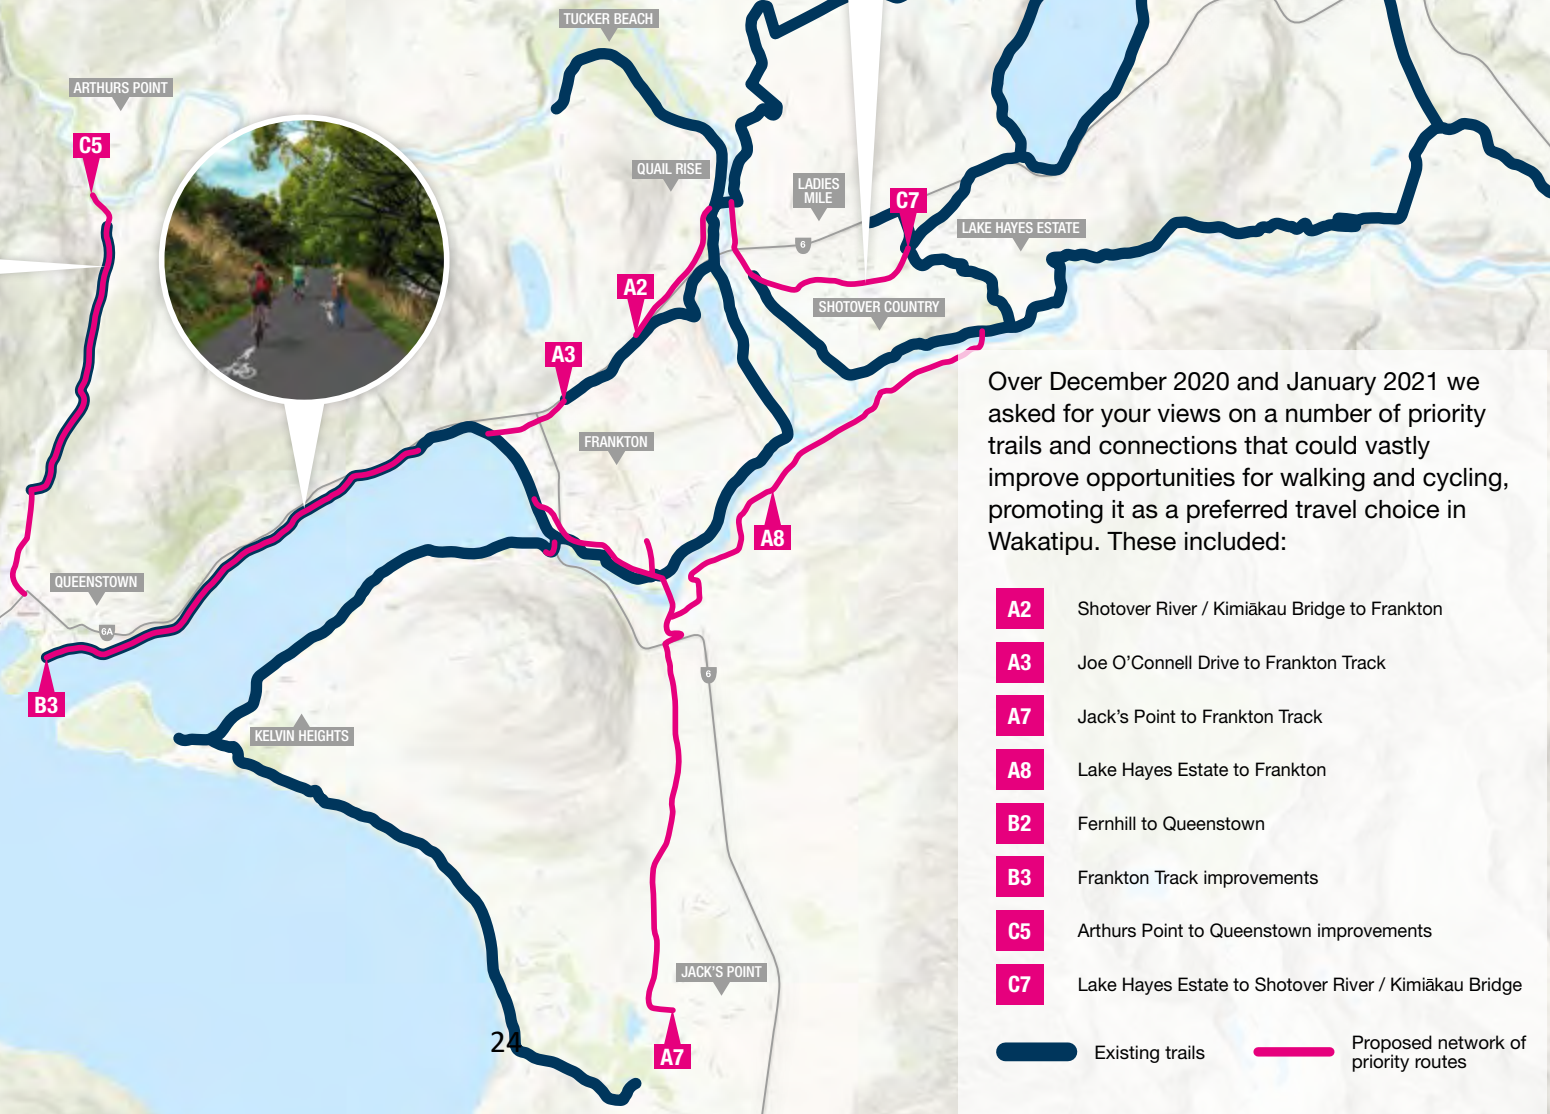 TUCKER BEACH
ARTHURS POINT
C5
QUAIL RISE
LADIES
MILE
C7
LAKE HAYES ESTATE
6
A2
SHOTOVER COUNTRY
A3
FRANKTON
A8
QUEENSTOWN
6A
B3
6
KELVIN HEIGHTS
JACK'S POINT
A7
24
Over December 2020 and January 2021 we
asked for your views on a number of priority
trails and connections that could vastly
improve opportunities for walking and cycling,
promoting it as a preferred travel choice in
Wakatipu. These included:
A2 Shotover River / Kimiākau Bridge to Frankton
A3 Joe O'Connell Drive to Frankton Track
A7 Jack's Point to Frankton Track
A8 Lake Hayes Estate to Frankton
B2 Fernhill to Queenstown
B3 Frankton Track improvements
C5 Arthurs Point to Queenstown improvements
C7 Lake Hayes Estate to Shotover River / Kimiākau Bridge
Existing trails
Proposed network of
priority routes